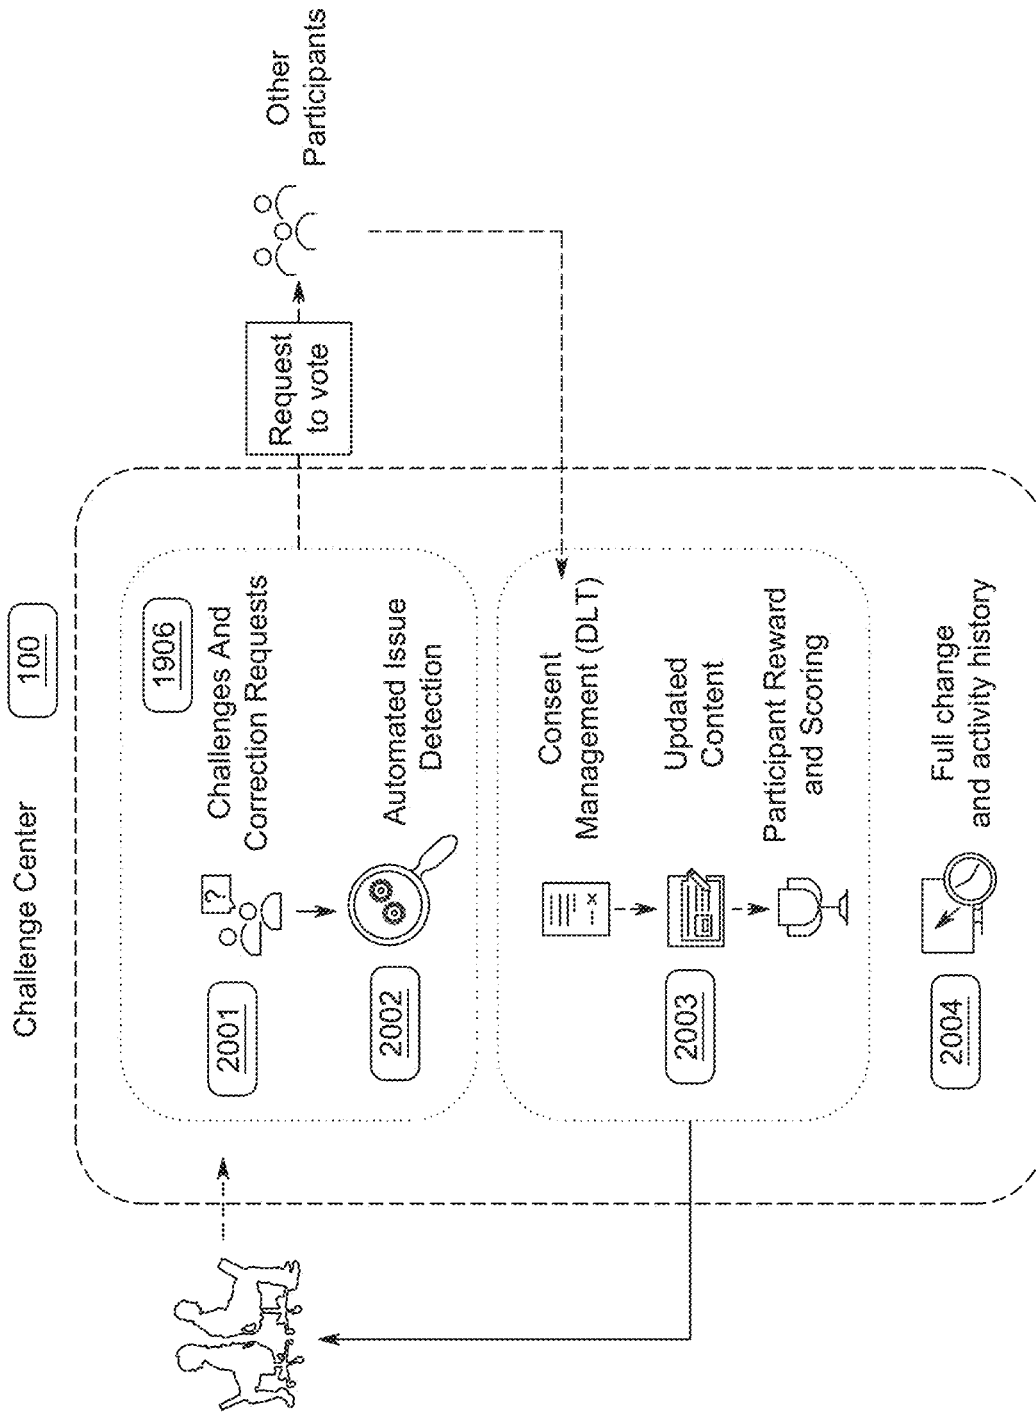 Challenge Center
100
1906
2001
Challenges And
Correction Requests
?
2002
Automated Issue
Detection
Request
to vote
Other
Participants
Consent
Management (DLT)
x
2003
Updated
Content
Participant Reward
and Scoring
2004
Full change
and activity history